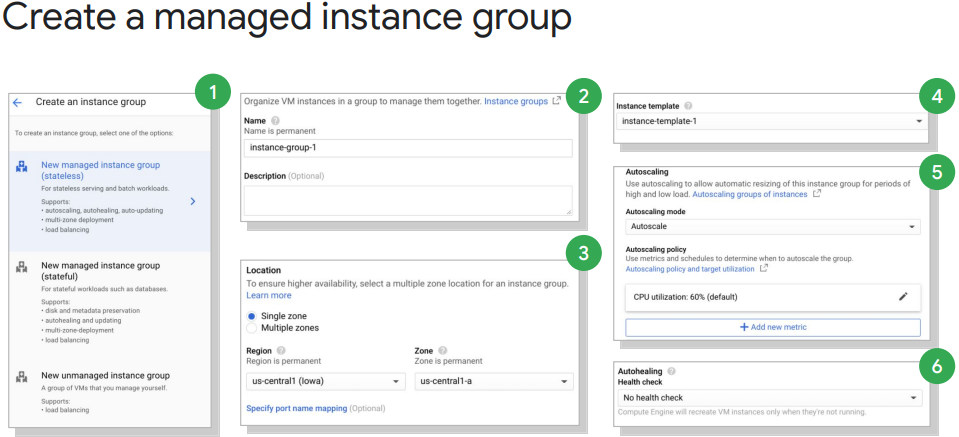 Create a managed instance group
1
Create an instance group
To create an instance group, select one of the options:
New managed instance group
(stateless)
For stateless serving and batch workloads.
Supports:
• autoscaling, autohealing, auto-updating
• multi-zone deployment
• load balancing
New managed instance group
(stateful)
For stateful workloads such as databases.
Supports:
• disk and metadata preservation
• autohealing and updating
• multi-zone-deployment
• load balancing
New unmanaged instance group
A group of VMs that you manage yourself.
Supports:
• load balancing
2
Organize VM instances in a group to manage them together. Instance groups
Name
Name is permanent
instance-group-1
Description (Optional)
3
Location
To ensure higher availability, select a multiple zone location for an instance group.
Learn more
Single zone
Multiple zones
Region
Region is permanent
us-central1 (Iowa)
Zone
Zone is permanent
us-central1-a
Specify port name mapping (Optional)
4
Instance template
instance-template-1
5
Autoscaling
Use autoscaling to allow automatic resizing of this instance group for periods of
high and low load. Autoscaling groups of instances
Autoscaling mode
Autoscale
Autoscaling policy
Use metrics and schedules to determine when to autoscale the group.
Autoscaling policy and target utilization
CPU utilization: 60% (default)
+ Add new metric
6
Autohealing
Health check
No health check
Compute Engine will recreate VM instances only when they're not running.